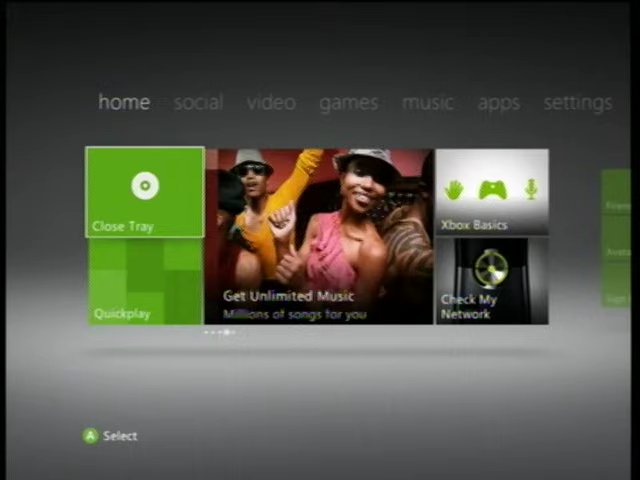 home social video games music apps settings
Close Tray
Quickplay
Get Unlimited Music
Millions of songs for you
Xbox Basics
Check My
Network
A Select